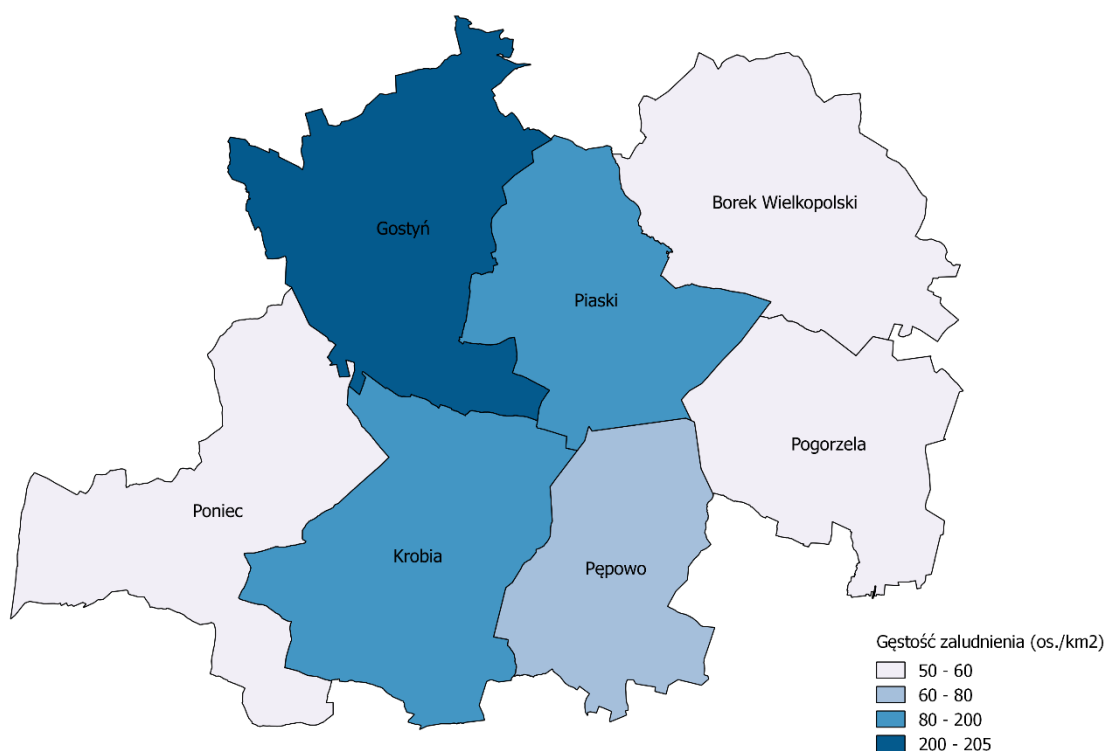 Borek Wielkopolski
Gostyń
Piaski
Pogorzela
Poniec
Krobia
Pępowo
Gęstość zaludnienia (os./km2)
50 - 60
60 - 80
80 - 200
200 - 205